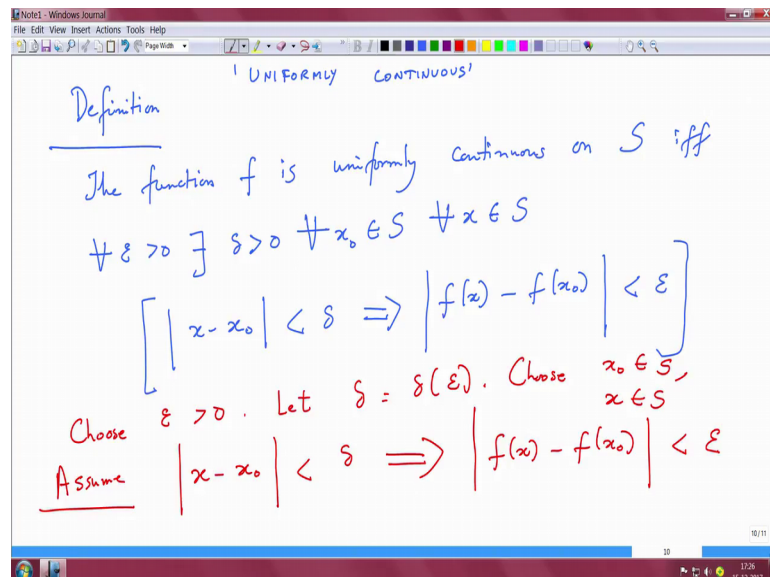 Note1 - Windows Journal
File Edit View Insert Actions Tools Help
Page Width
'UNIFORMLY CONTINUOUS'
Definition
The function f is uniformly continuous on S iff
∀ ε > 0 ∃ δ > 0 ∀ x₀ ∈ S ∀ x ∈ S
[ |x - x₀| < δ ⇒ |f(x) - f(x₀)| < ε ]
Choose ε > 0. Let δ = δ(ε). Choose x₀ ∈ S, x ∈ S
Assume |x - x₀| < δ ⟹ |f(x) - f(x₀)| < ε
10/11
10
17:26